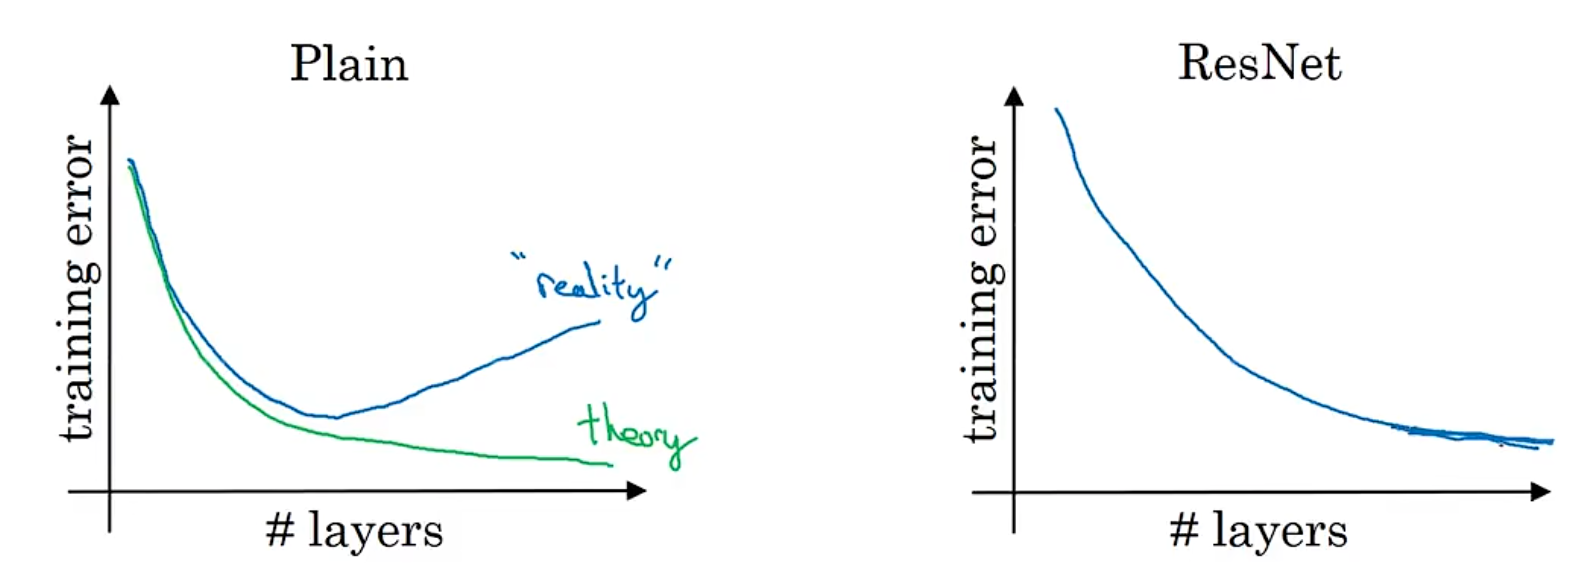 Plain
training error
"reality"
theory
# layers
ResNet
training error
# layers